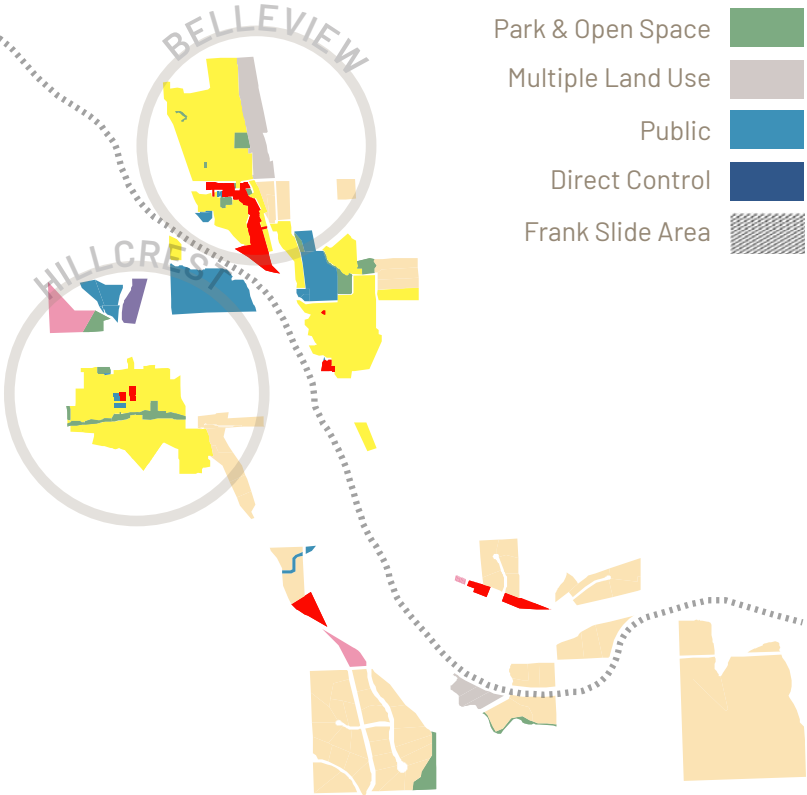 BELLEVIEW
Park & Open Space
Multiple Land Use
Public
Direct Control
Frank Slide Area
HILLCREST